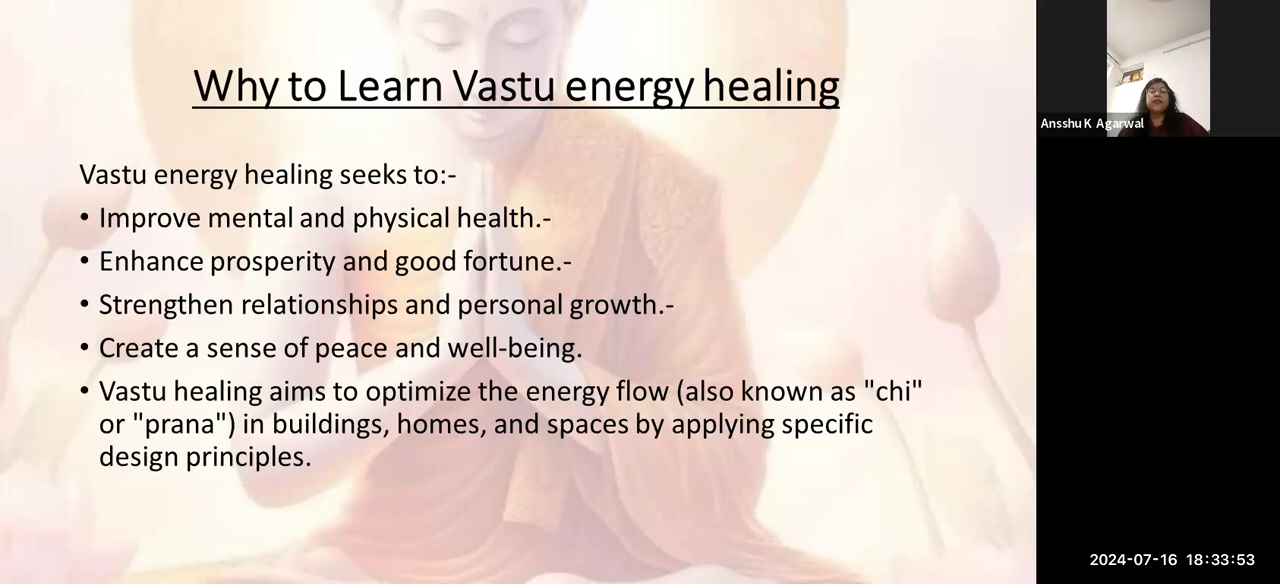 Why to Learn Vastu energy healing
Vastu energy healing seeks to:-
• Improve mental and physical health.-
• Enhance prosperity and good fortune.-
• Strengthen relationships and personal growth.-
• Create a sense of peace and well-being.
• Vastu healing aims to optimize the energy flow (also known as "chi"
or "prana") in buildings, homes, and spaces by applying specific
design principles.
Ansshu K Agarwal
2024-07-16 18:33:53